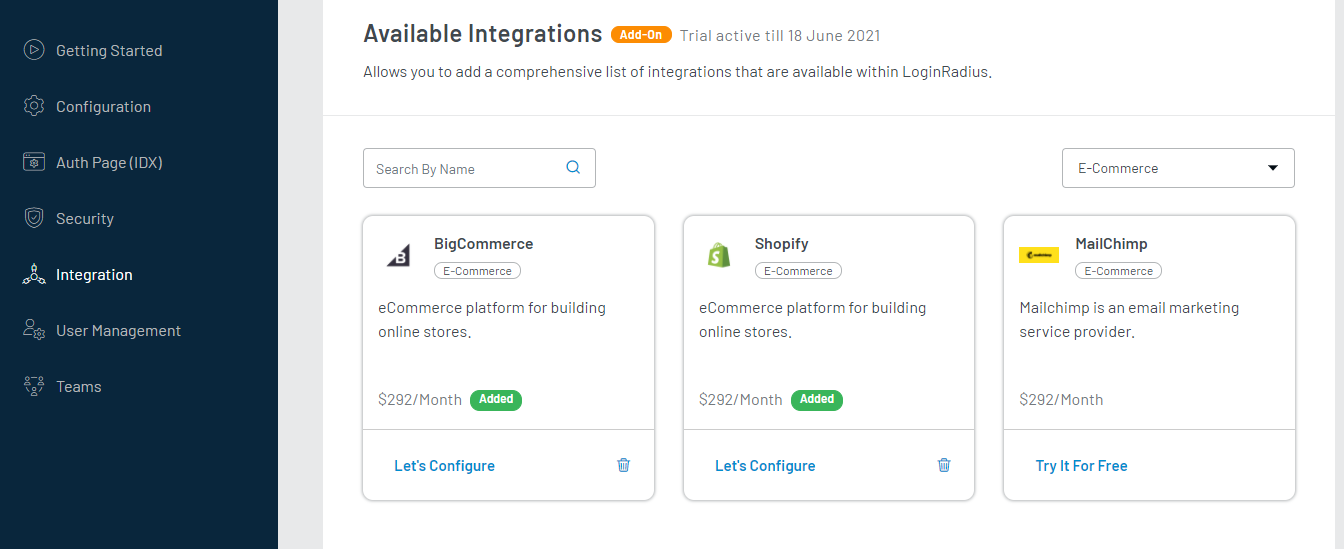 Getting Started
Configuration
Auth Page (IDX)
Security
Integration
User Management
Teams
Available Integrations Add-On Trial active till 18 June 2021
Allows you to add a comprehensive list of integrations that are available within LoginRadius.
Search By Name
E-Commerce
B
BigCommerce
E-Commerce
eCommerce platform for building
online stores.
$292/Month Added
Let's Configure
S
Shopify
E-Commerce
eCommerce platform for building
online stores.
$292/Month Added
Let's Configure
MailChimp
E-Commerce
Mailchimp is an email marketing
service provider.
$292/Month
Try It For Free